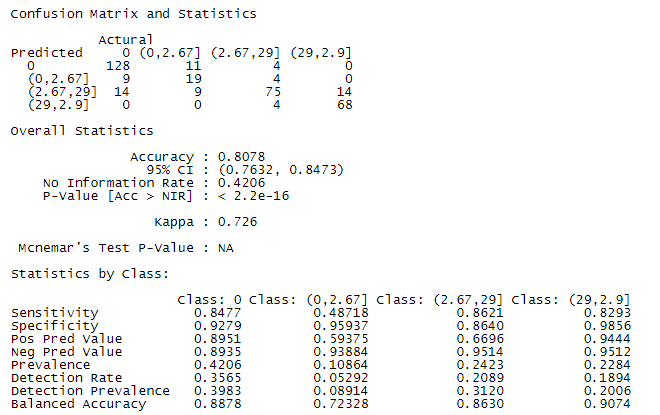 Confusion Matrix and Statistics
Actural
Predicted 0 (0,2.67] (2.67,29] (29,2.9]
0 128 11 4 0
(0,2.67] 9 19 4 0
(2.67,29] 14 9 75 14
(29,2.9] 0 0 4 68
Overall Statistics
Accuracy : 0.8078
95% CI : (0.7632, 0.8473)
No Information Rate : 0.4206
P-Value [Acc > NIR] : < 2.2e-16
Kappa : 0.726
Mcnemar's Test P-Value : NA
Statistics by Class:
Class: 0 Class: (0,2.67] Class: (2.67,29] Class: (29,2.9]
Sensitivity 0.8477 0.48718 0.8621 0.8293
Specificity 0.9279 0.95937 0.8640 0.9856
Pos Pred Value 0.8951 0.59375 0.6696 0.9444
Neg Pred Value 0.8935 0.93884 0.9514 0.9512
Prevalence 0.4206 0.10864 0.2423 0.2284
Detection Rate 0.3565 0.05292 0.2089 0.1894
Detection Prevalence 0.3983 0.08914 0.3120 0.2006
Balanced Accuracy 0.8878 0.72328 0.8630 0.9074